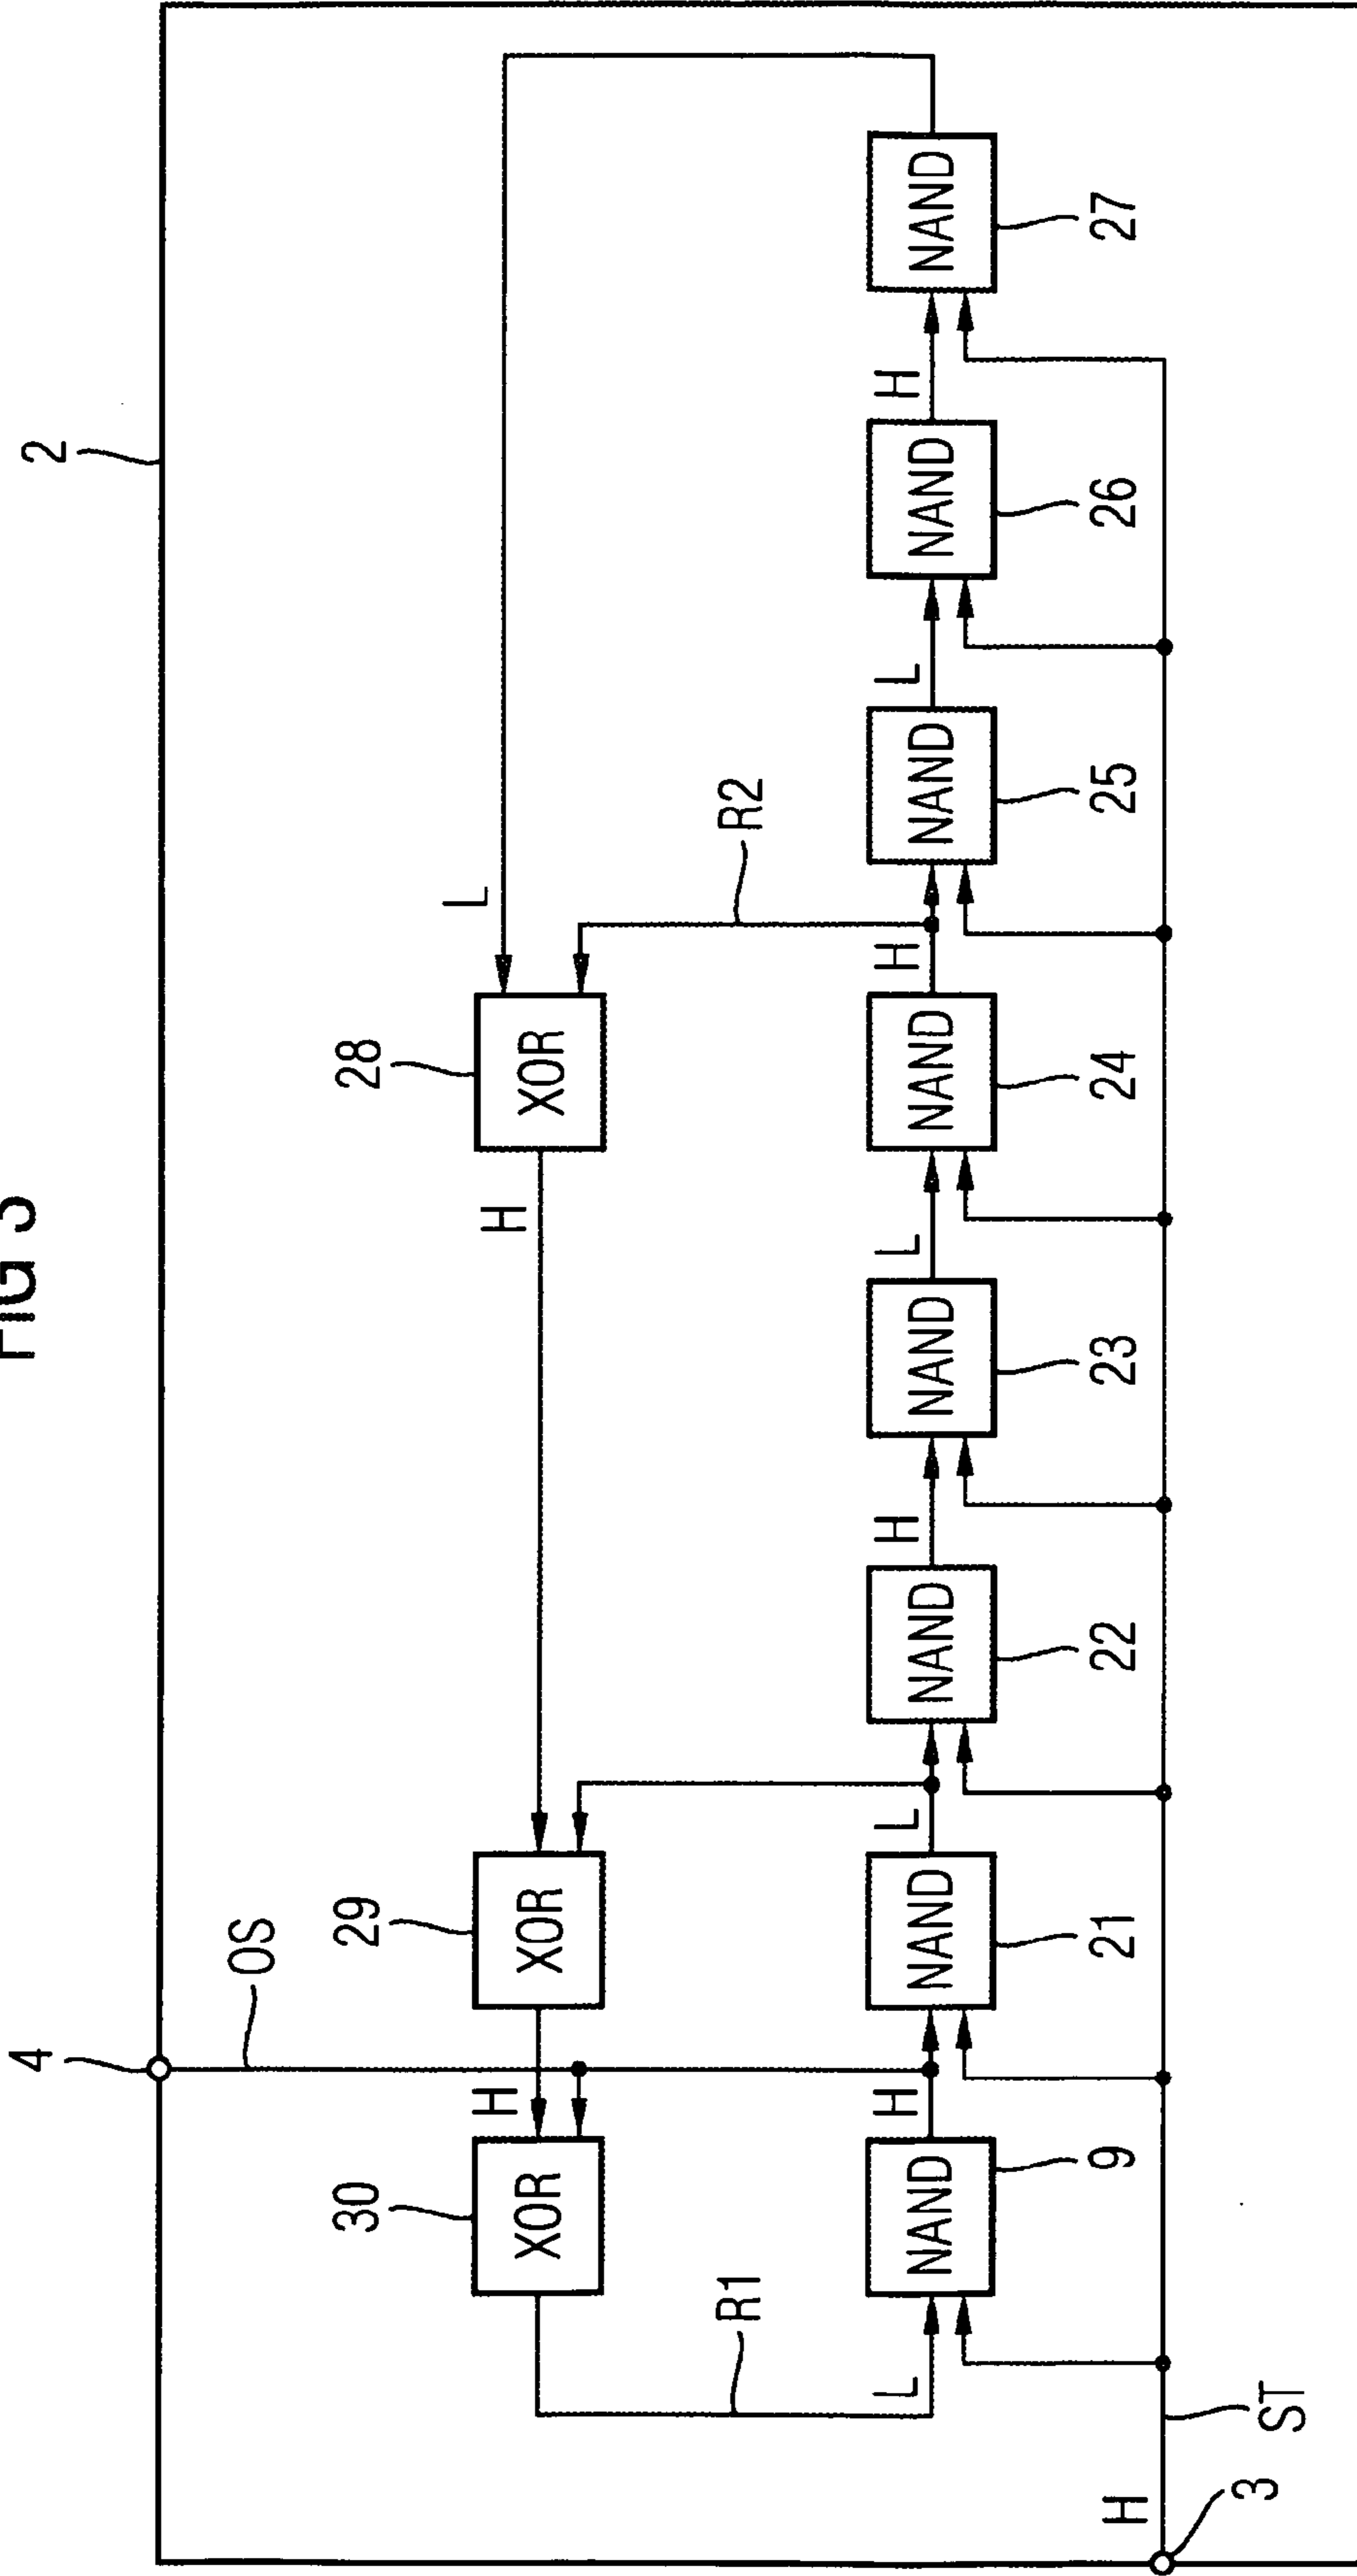 FIG
4 2
OS
30 29 28
H H L
XOR XOR XOR
R1 R2
L H L H L H L H
NAND NAND NAND NAND NAND NAND NAND NAND
H 9 21 22 23 24 25 26 27
3 ST